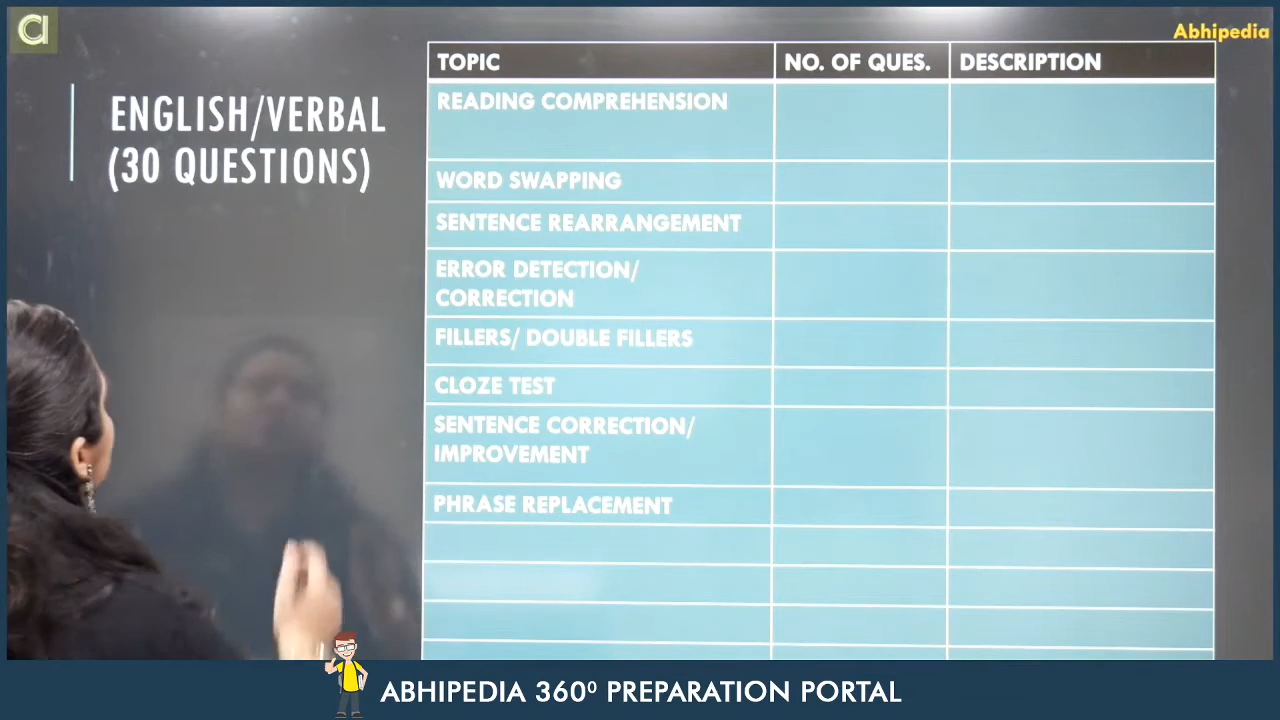 Abhipedia
ENGLISH/VERBAL
(30 QUESTIONS)
TOPIC NO. OF QUES. DESCRIPTION
READING COMPREHENSION
WORD SWAPPING
SENTENCE REARRANGEMENT
ERROR DETECTION/
CORRECTION
FILLERS/ DOUBLE FILLERS
CLOZE TEST
SENTENCE CORRECTION/
IMPROVEMENT
PHRASE REPLACEMENT
ABHIPEDIA 360⁰ PREPARATION PORTAL